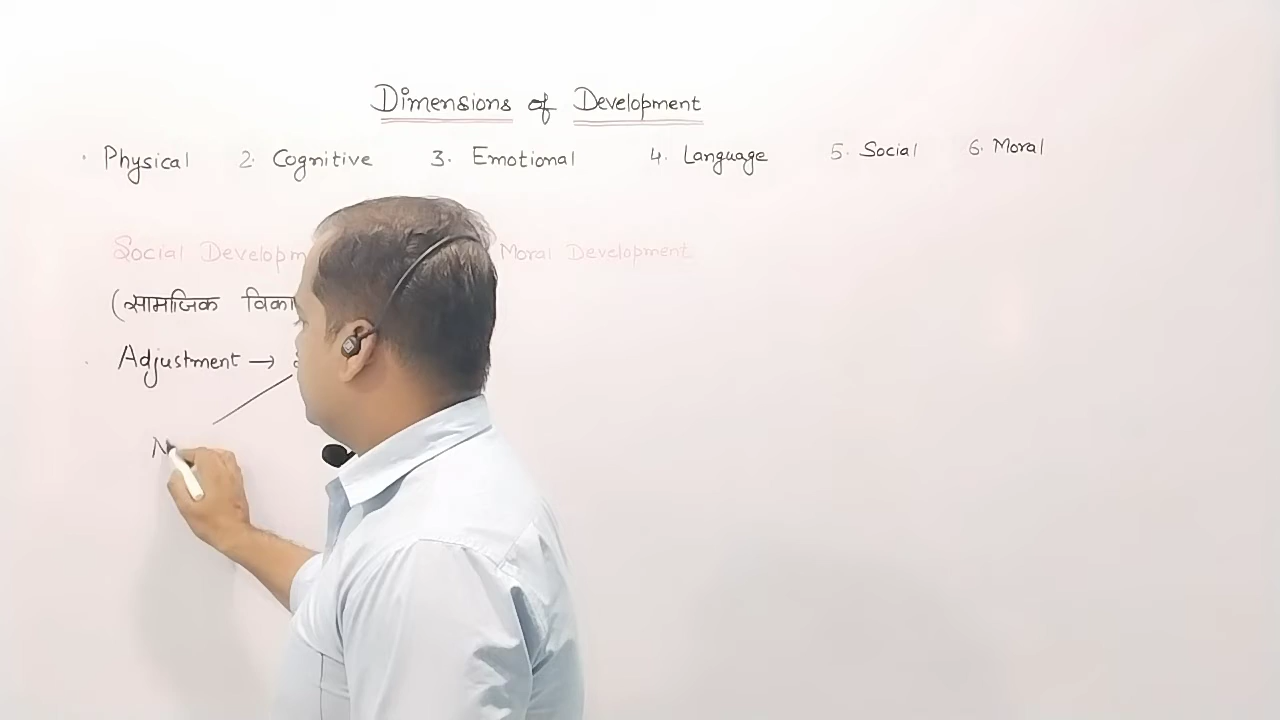 Dimensions of Development
Physical 2. Cognitive 3. Emotional 4. Language 5. Social 6. Moral
Social Developm Moral Development
(सामाजिक विका
Adjustment →
N